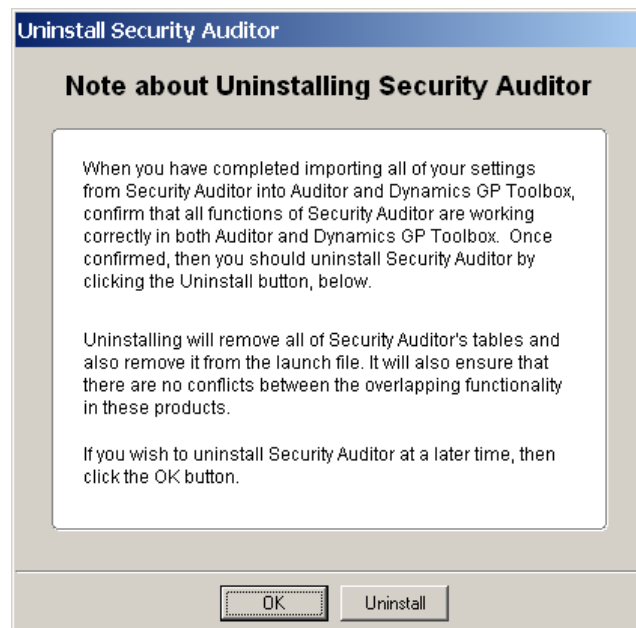 Uninstall Security Auditor
Note about Uninstalling Security Auditor
When you have completed importing all of your settings
from Security Auditor into Auditor and Dynamics GP Toolbox,
confirm that all functions of Security Auditor are working
correctly in both Auditor and Dynamics GP Toolbox.  Once
confirmed, then you should uninstall Security Auditor by
clicking the Uninstall button, below.
Uninstalling will remove all of Security Auditor's tables and
also remove it from the launch file. It will also ensure that
there are no conflicts between the overlapping functionality
in these products.
If you wish to uninstall Security Auditor at a later time, then
click the OK button.
OK
Uninstall